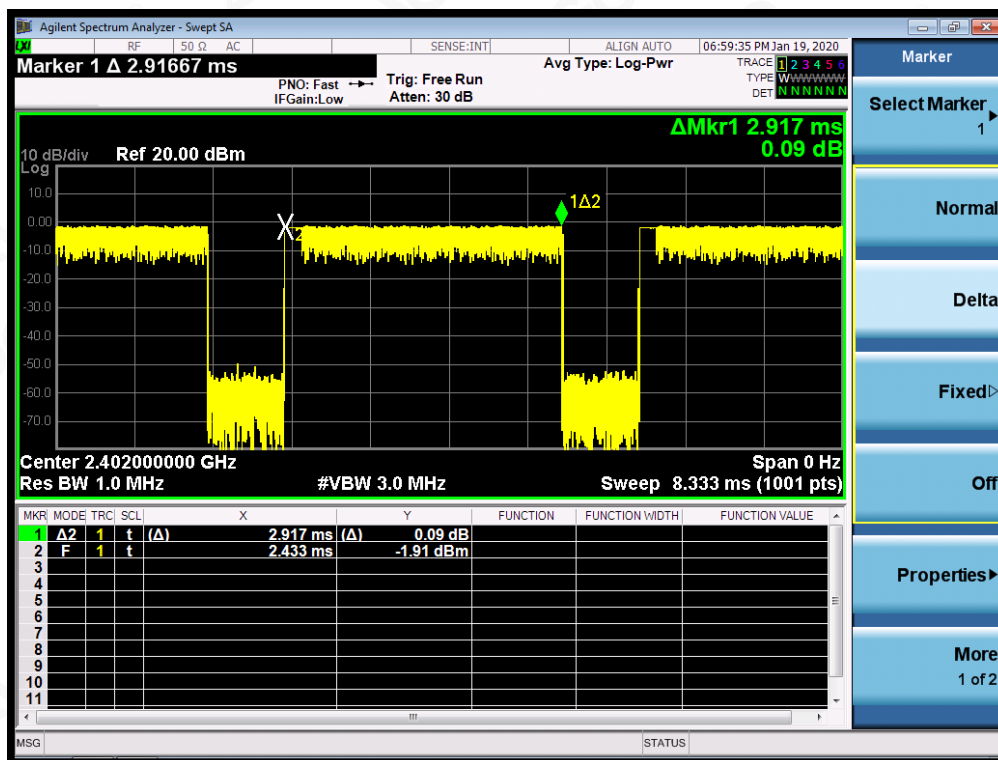 Agilent Spectrum Analyzer - Swept SA
LXI RF 50 Ω AC SENSE:INT ALIGN AUTO 06:59:35 PM Jan 19, 2020
Marker 1 Δ 2.91667 ms
PNO: Fast
IFGain:Low
Trig: Free Run
Atten: 30 dB
Avg Type: Log-Pwr
TRACE 1 2 3 4 5 6
TYPE WWWWWW
DET N N N N N N
ΔMkr1 2.917 ms
0.09 dB
10 dB/div Ref 20.00 dBm
Log
10.0
0.00
-10.0
-20.0
-30.0
-40.0
-50.0
-60.0
-70.0
1Δ2
2
Center 2.402000000 GHz Span 0 Hz
Res BW 1.0 MHz #VBW 3.0 MHz Sweep 8.333 ms (1001 pts)
MKR MODE TRC SCL X Y FUNCTION FUNCTION WIDTH FUNCTION VALUE
1 Δ2 1 t (Δ) 2.917 ms (Δ) 0.09 dB
2 F 1 t 2.433 ms -1.91 dBm
3
4
5
6
7
8
9
10
11
MSG STATUS
Marker
Select Marker
1
Normal
Delta
Fixed
Off
Properties
More
1 of 2